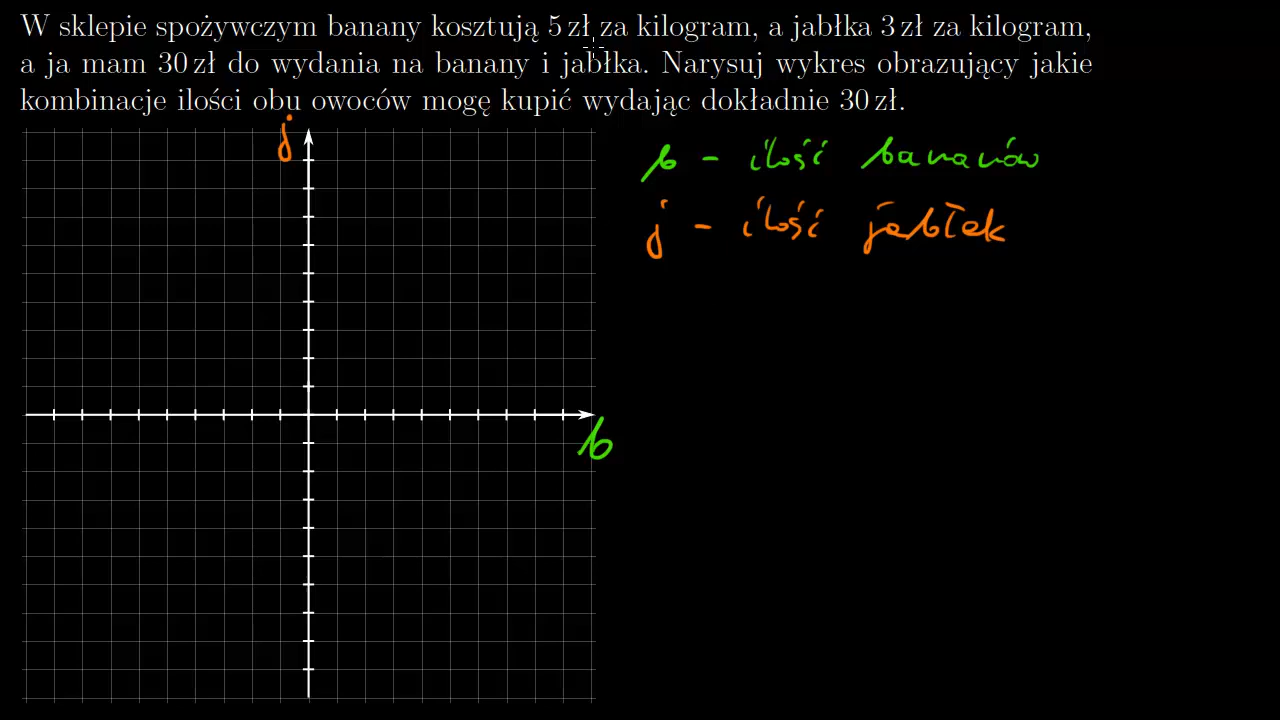 W sklepie spożywczym banany kosztują 5 zł za kilogram, a jabłka 3 zł za kilogram,
a ja mam 30 zł do wydania na banany i jabłka. Narysuj wykres obrazujący jakie
kombinacje ilości obu owoców mogę kupić wydając dokładnie 30 zł.
j
b - ilość bananów
j - ilość jabłek
b